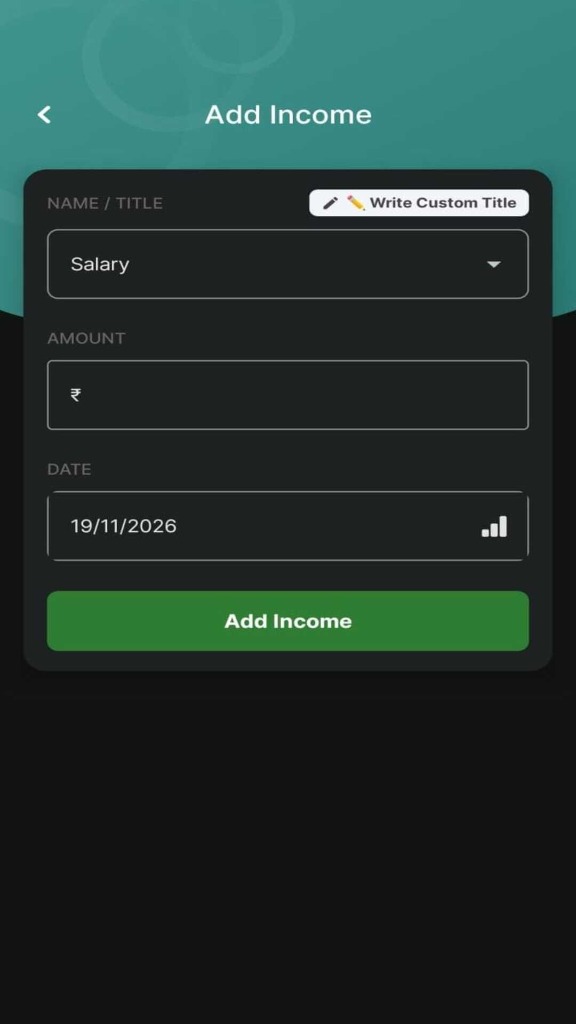 Add Income
NAME / TITLE
✏️ Write Custom Title
Salary
AMOUNT
₹
DATE
19/11/2026
Add Income